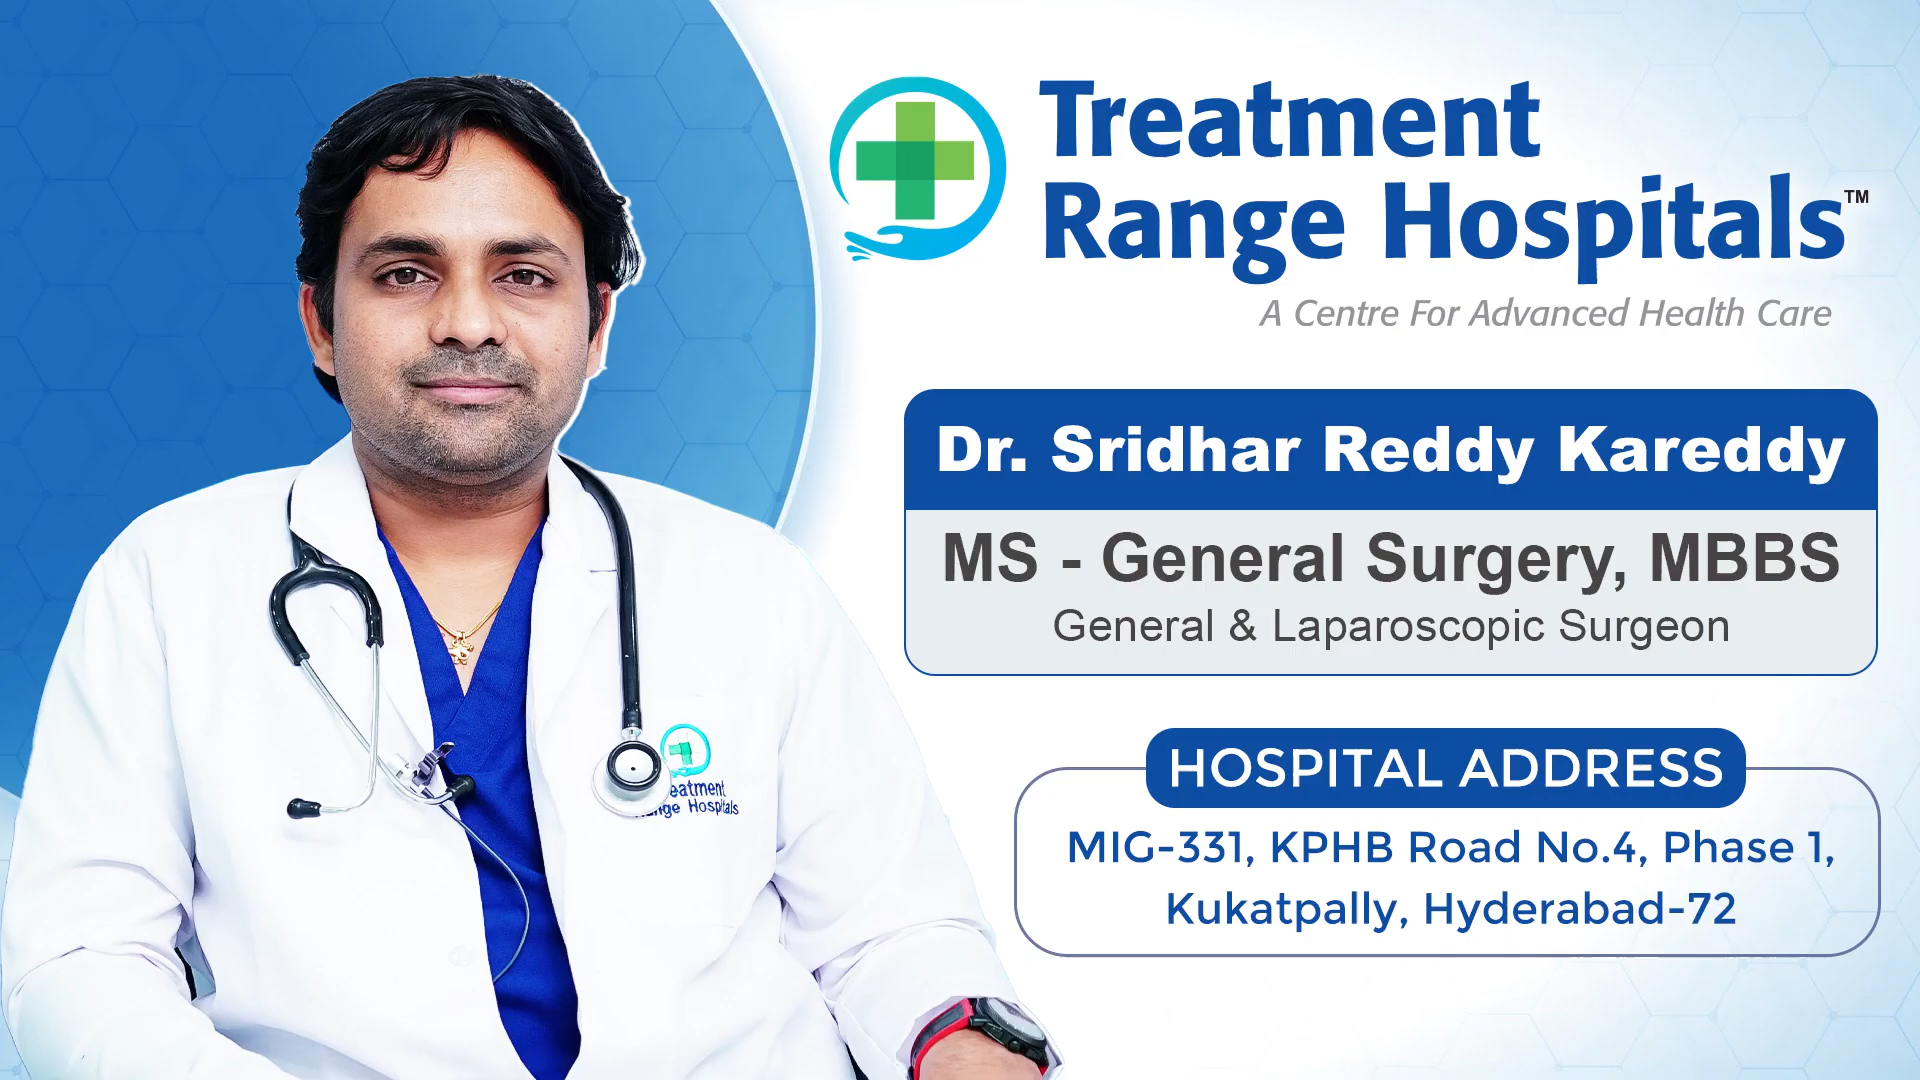 Treatment
Range Hospitals™
A Centre For Advanced Health Care
Dr. Sridhar Reddy Kareddy
MS - General Surgery, MBBS
General & Laparoscopic Surgeon
HOSPITAL ADDRESS
MIG-331, KPHB Road No.4, Phase 1,
Kukatpally, Hyderabad-72
Hospitals